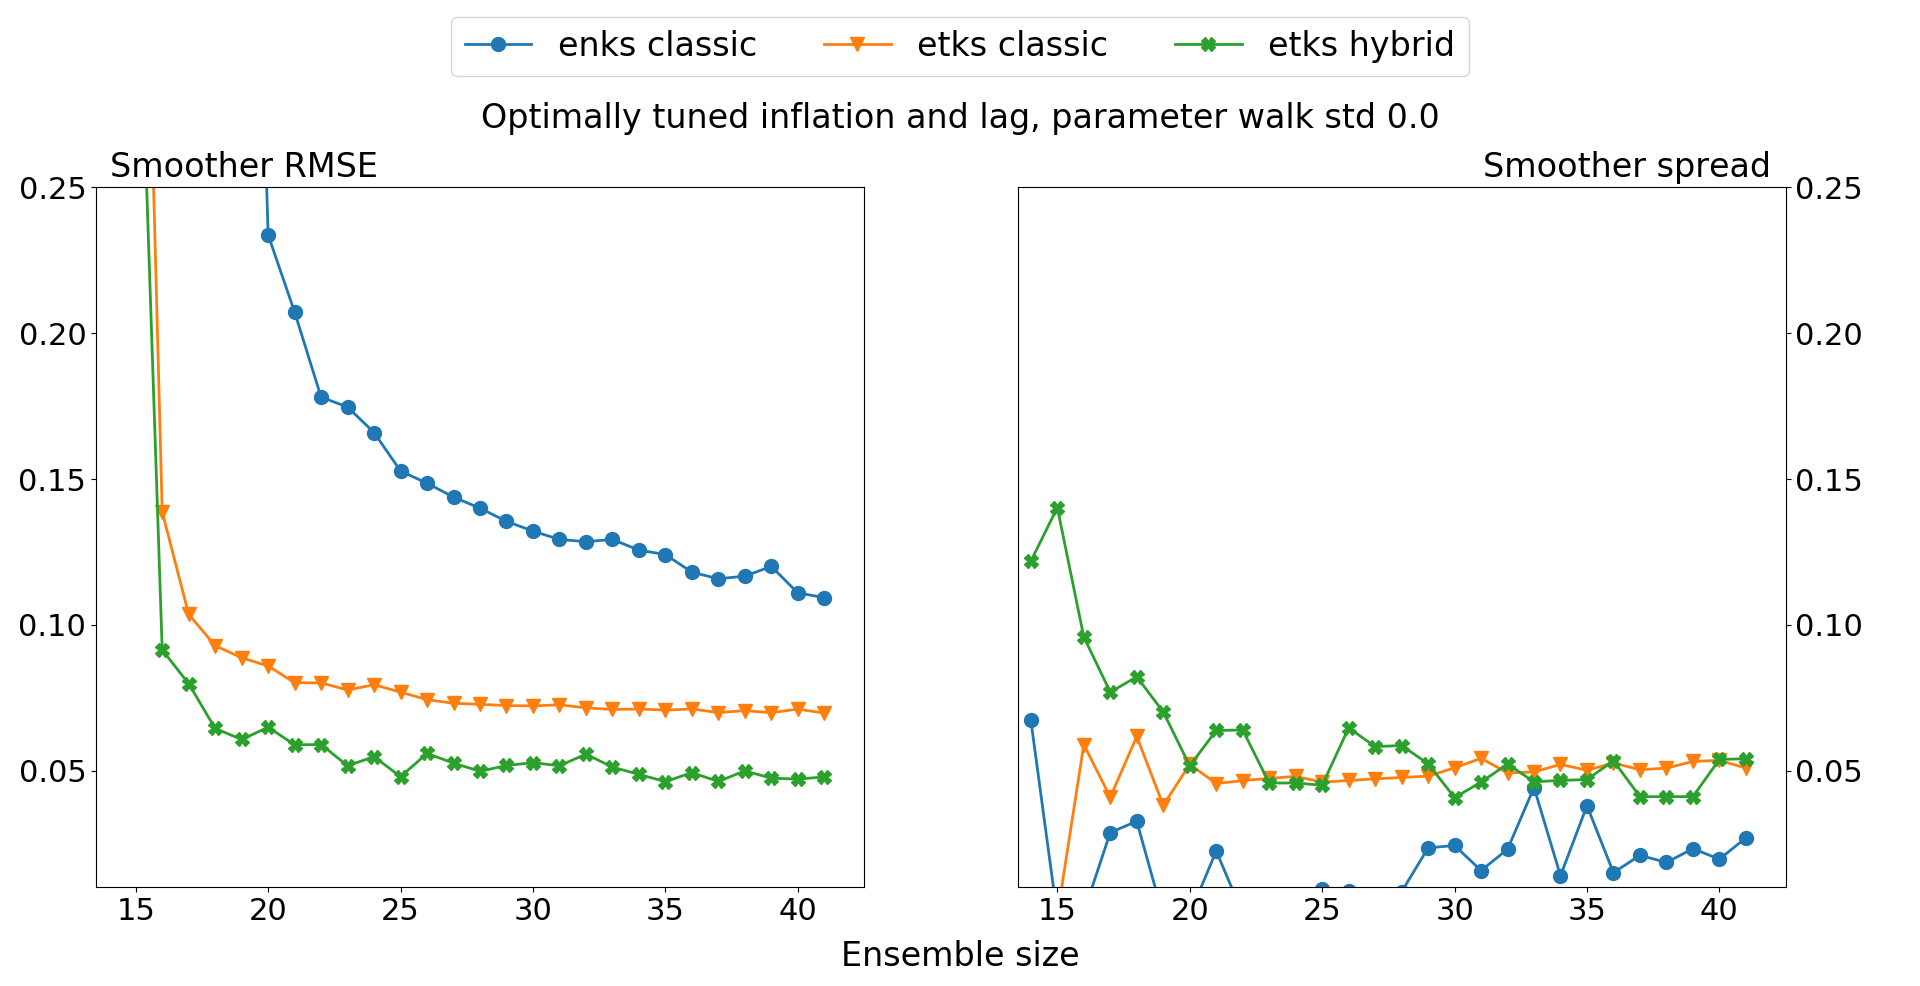 enks classic etks classic etks hybrid
Optimally tuned inflation and lag, parameter walk std 0.0
Smoother RMSE Smoother spread
0.25 0.25
0.20 0.20
0.15 0.15
0.10 0.10
0.05 0.05
15 20 25 30 35 40 15 20 25 30 35 40
Ensemble size